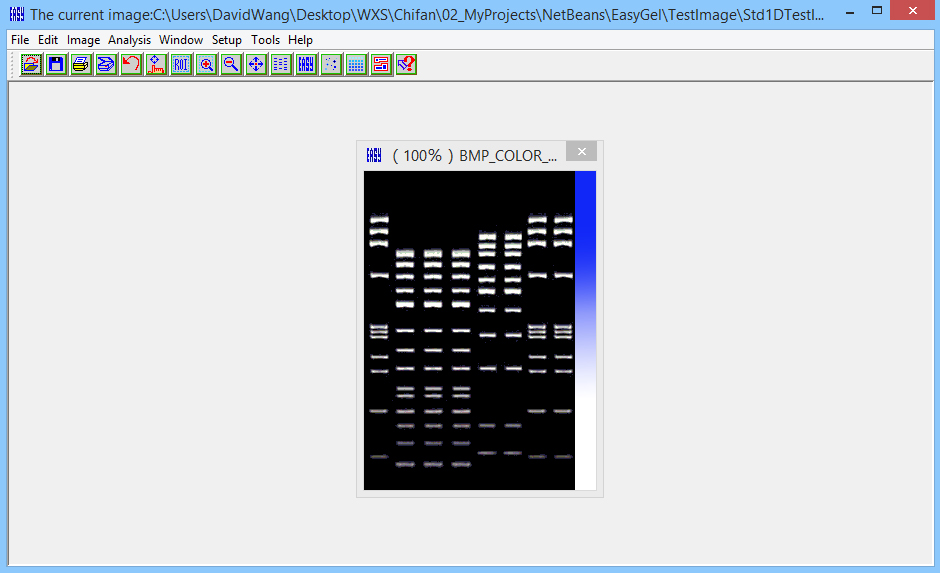 EASY The current image:C:\Users\DavidWang\Desktop\WXS\Chifan\02_MyProjects\NetBeans\EasyGel\TestImage\Std1DTestI...
File Edit Image Analysis Window Setup Tools Help
ROI EASY
EASY ( 100% ) BMP_COLOR_...